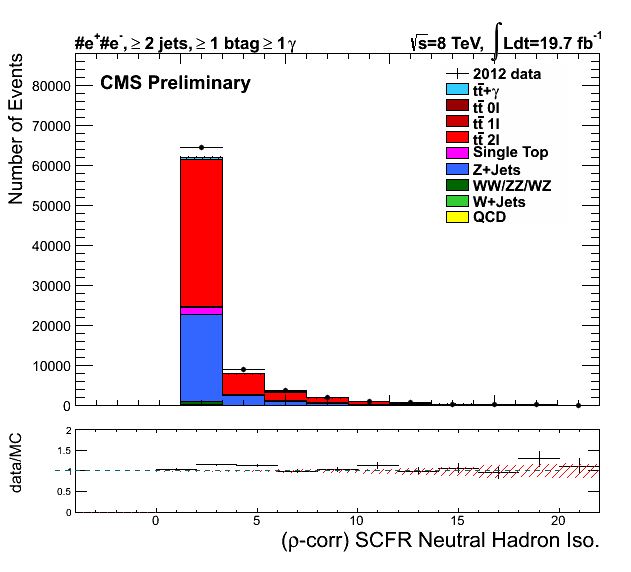 #e⁺#e⁻, ≥ 2 jets, ≥ 1 btag ≥ 1 γ
√s=8 TeV, ∫ Ldt=19.7 fb⁻¹
CMS Preliminary
Number of Events
80000
70000
60000
50000
40000
30000
20000
10000
0
2012 data
tt̄+γ
tt̄ 0l
tt̄ 1l
tt̄ 2l
Single Top
Z+Jets
WW/ZZ/WZ
W+Jets
QCD
data/MC
2
1.5
1
0.5
0
0 5 10 15 20
(ρ-corr) SCFR Neutral Hadron Iso.